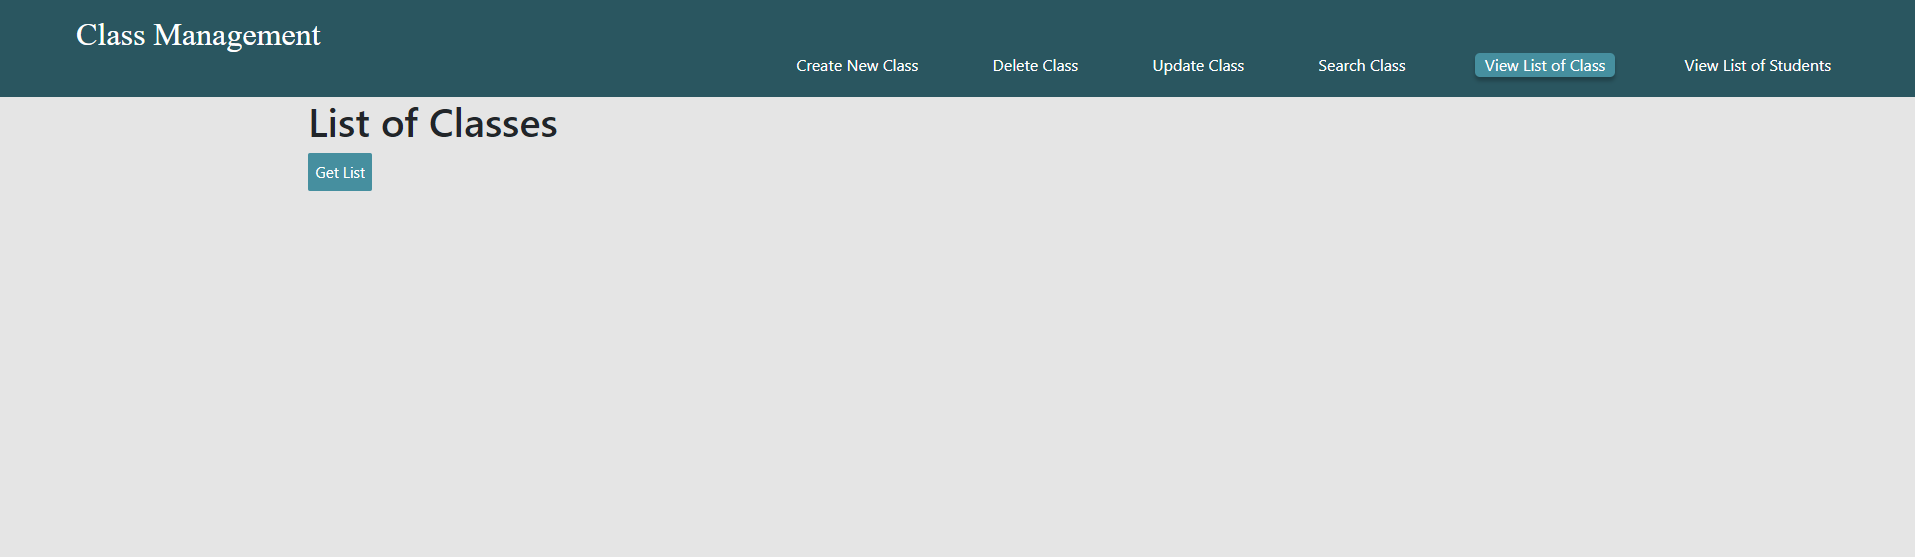 Class Management
Create New Class Delete Class Update Class Search Class View List of Class View List of Students
List of Classes
Get List